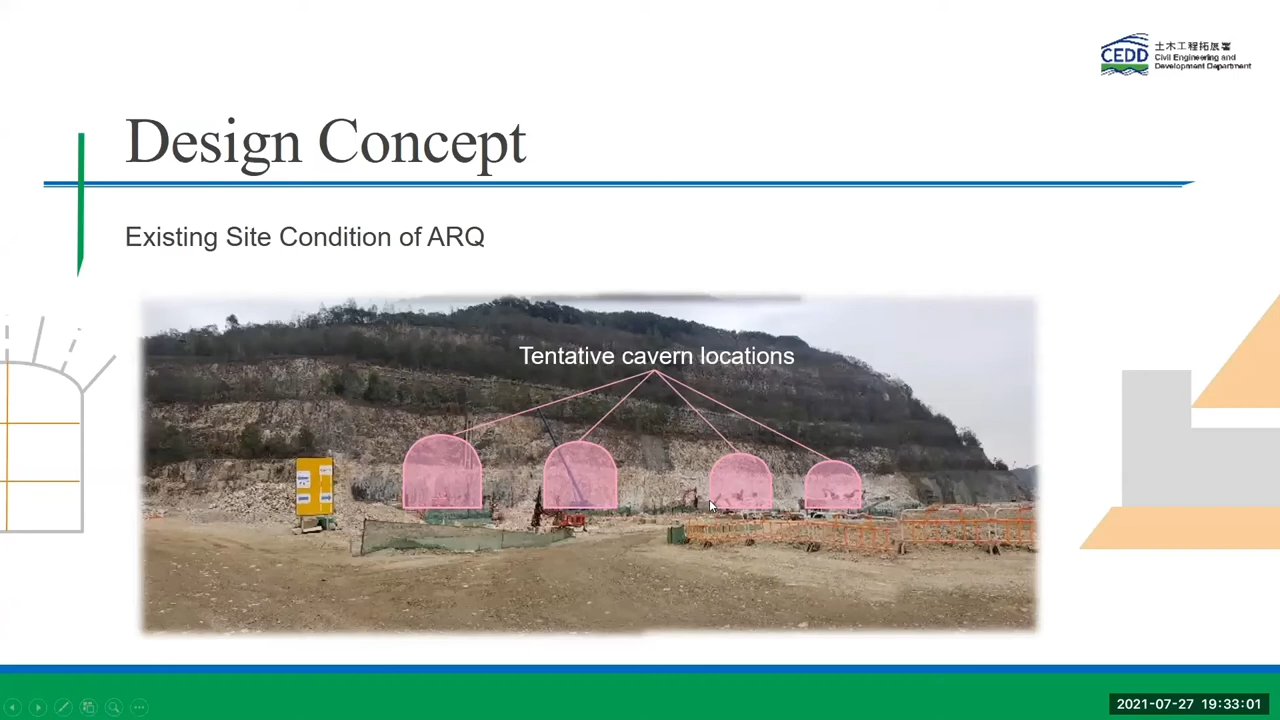 CEDD
土木工程拓展署
Civil Engineering and
Development Department
Design Concept
Existing Site Condition of ARQ
Tentative cavern locations
2021-07-27 19:33:01